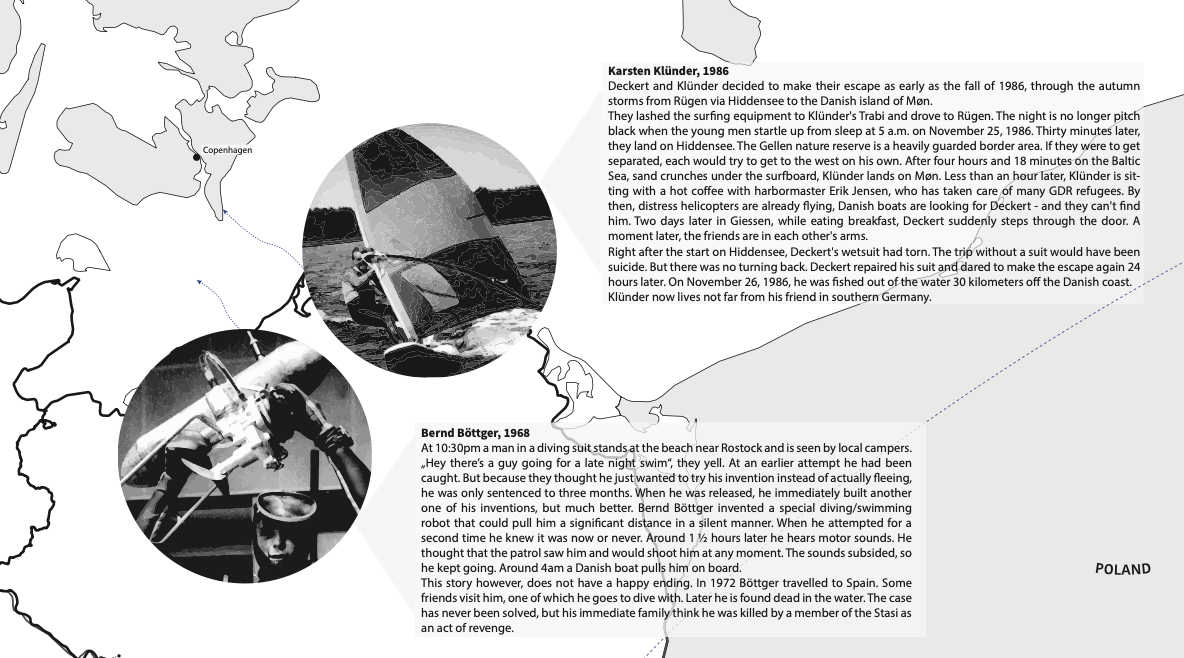 Karsten Klünder, 1986
Deckert and Klünder decided to make their escape as early as the fall of 1986, through the autumn
storms from Rügen via Hiddensee to the Danish island of Møn.
They lashed the surfing equipment to Klünder's Trabi and drove to Rügen. The night is no longer pitch
black when the young men startle up from sleep at 5 a.m. on November 25, 1986. Thirty minutes later,
they land on Hiddensee. The Gellen nature reserve is a heavily guarded border area. If they were to get
separated, each would try to get to the west on his own. After four hours and 18 minutes on the Baltic
Sea, sand crunches under the surfboard, Klünder lands on Møn. Less than an hour later, Klünder is sit-
ting with a hot coffee with harbormaster Erik Jensen, who has taken care of many GDR refugees. By
then, distress helicopters are already flying, Danish boats are looking for Deckert - and they can't find
him. Two days later in Giessen, while eating breakfast, Deckert suddenly steps through the door. A
moment later, the friends are in each other's arms.
Right after the start on Hiddensee, Deckert's wetsuit had torn. The trip without a suit would have been
suicide. But there was no turning back. Deckert repaired his suit and dared to make the escape again 24
hours later. On November 26, 1986, he was fished out of the water 30 kilometers off the Danish coast.
Klünder now lives not far from his friend in southern Germany.
Copenhagen
Bernd Böttger, 1968
At 10:30pm a man in a diving suit stands at the beach near Rostock and is seen by local campers.
„Hey there's a guy going for a late night swim“, they yell. At an earlier attempt he had been
caught. But because they thought he just wanted to try his invention instead of actually fleeing,
he was only sentenced to three months. When he was released, he immediately built another
one of his inventions, but much better. Bernd Böttger invented a special diving/swimming
robot that could pull him a significant distance in a silent manner. When he attempted for a
second time he knew it was now or never. Around 1 ½ hours later he hears motor sounds. He
thought that the patrol saw him and would shoot him at any moment. The sounds subsided, so
he kept going. Around 4am a Danish boat pulls him on board.
This story however, does not have a happy ending. In 1972 Böttger travelled to Spain. Some
friends visit him, one of which he goes to dive with. Later he is found dead in the water. The case
has never been solved, but his immediate family think he was killed by a member of the Stasi as
an act of revenge.
POLAND